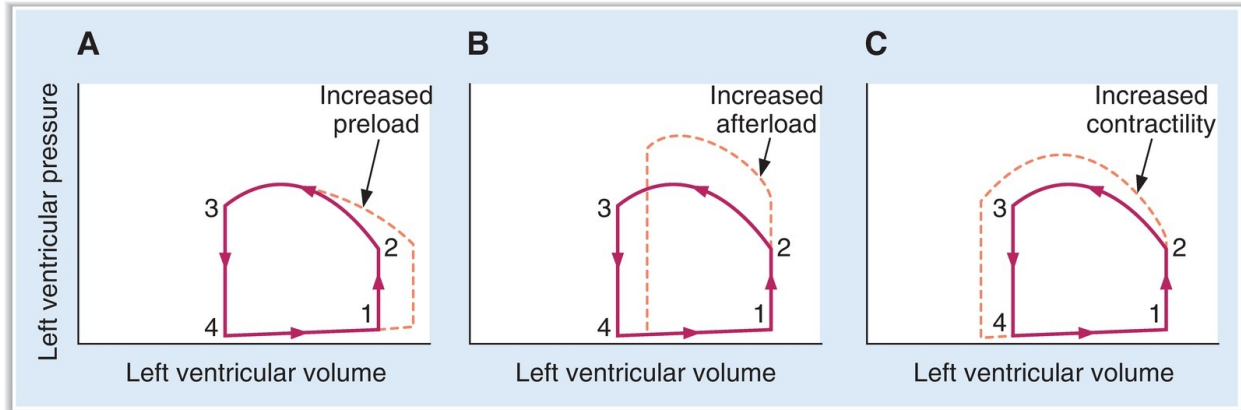 A
B
C
Left ventricular pressure
Increased
preload
3
2
1
4
Left ventricular volume
Increased
afterload
3
2
1
4
Left ventricular volume
Increased
contractility
3
2
1
4
Left ventricular volume